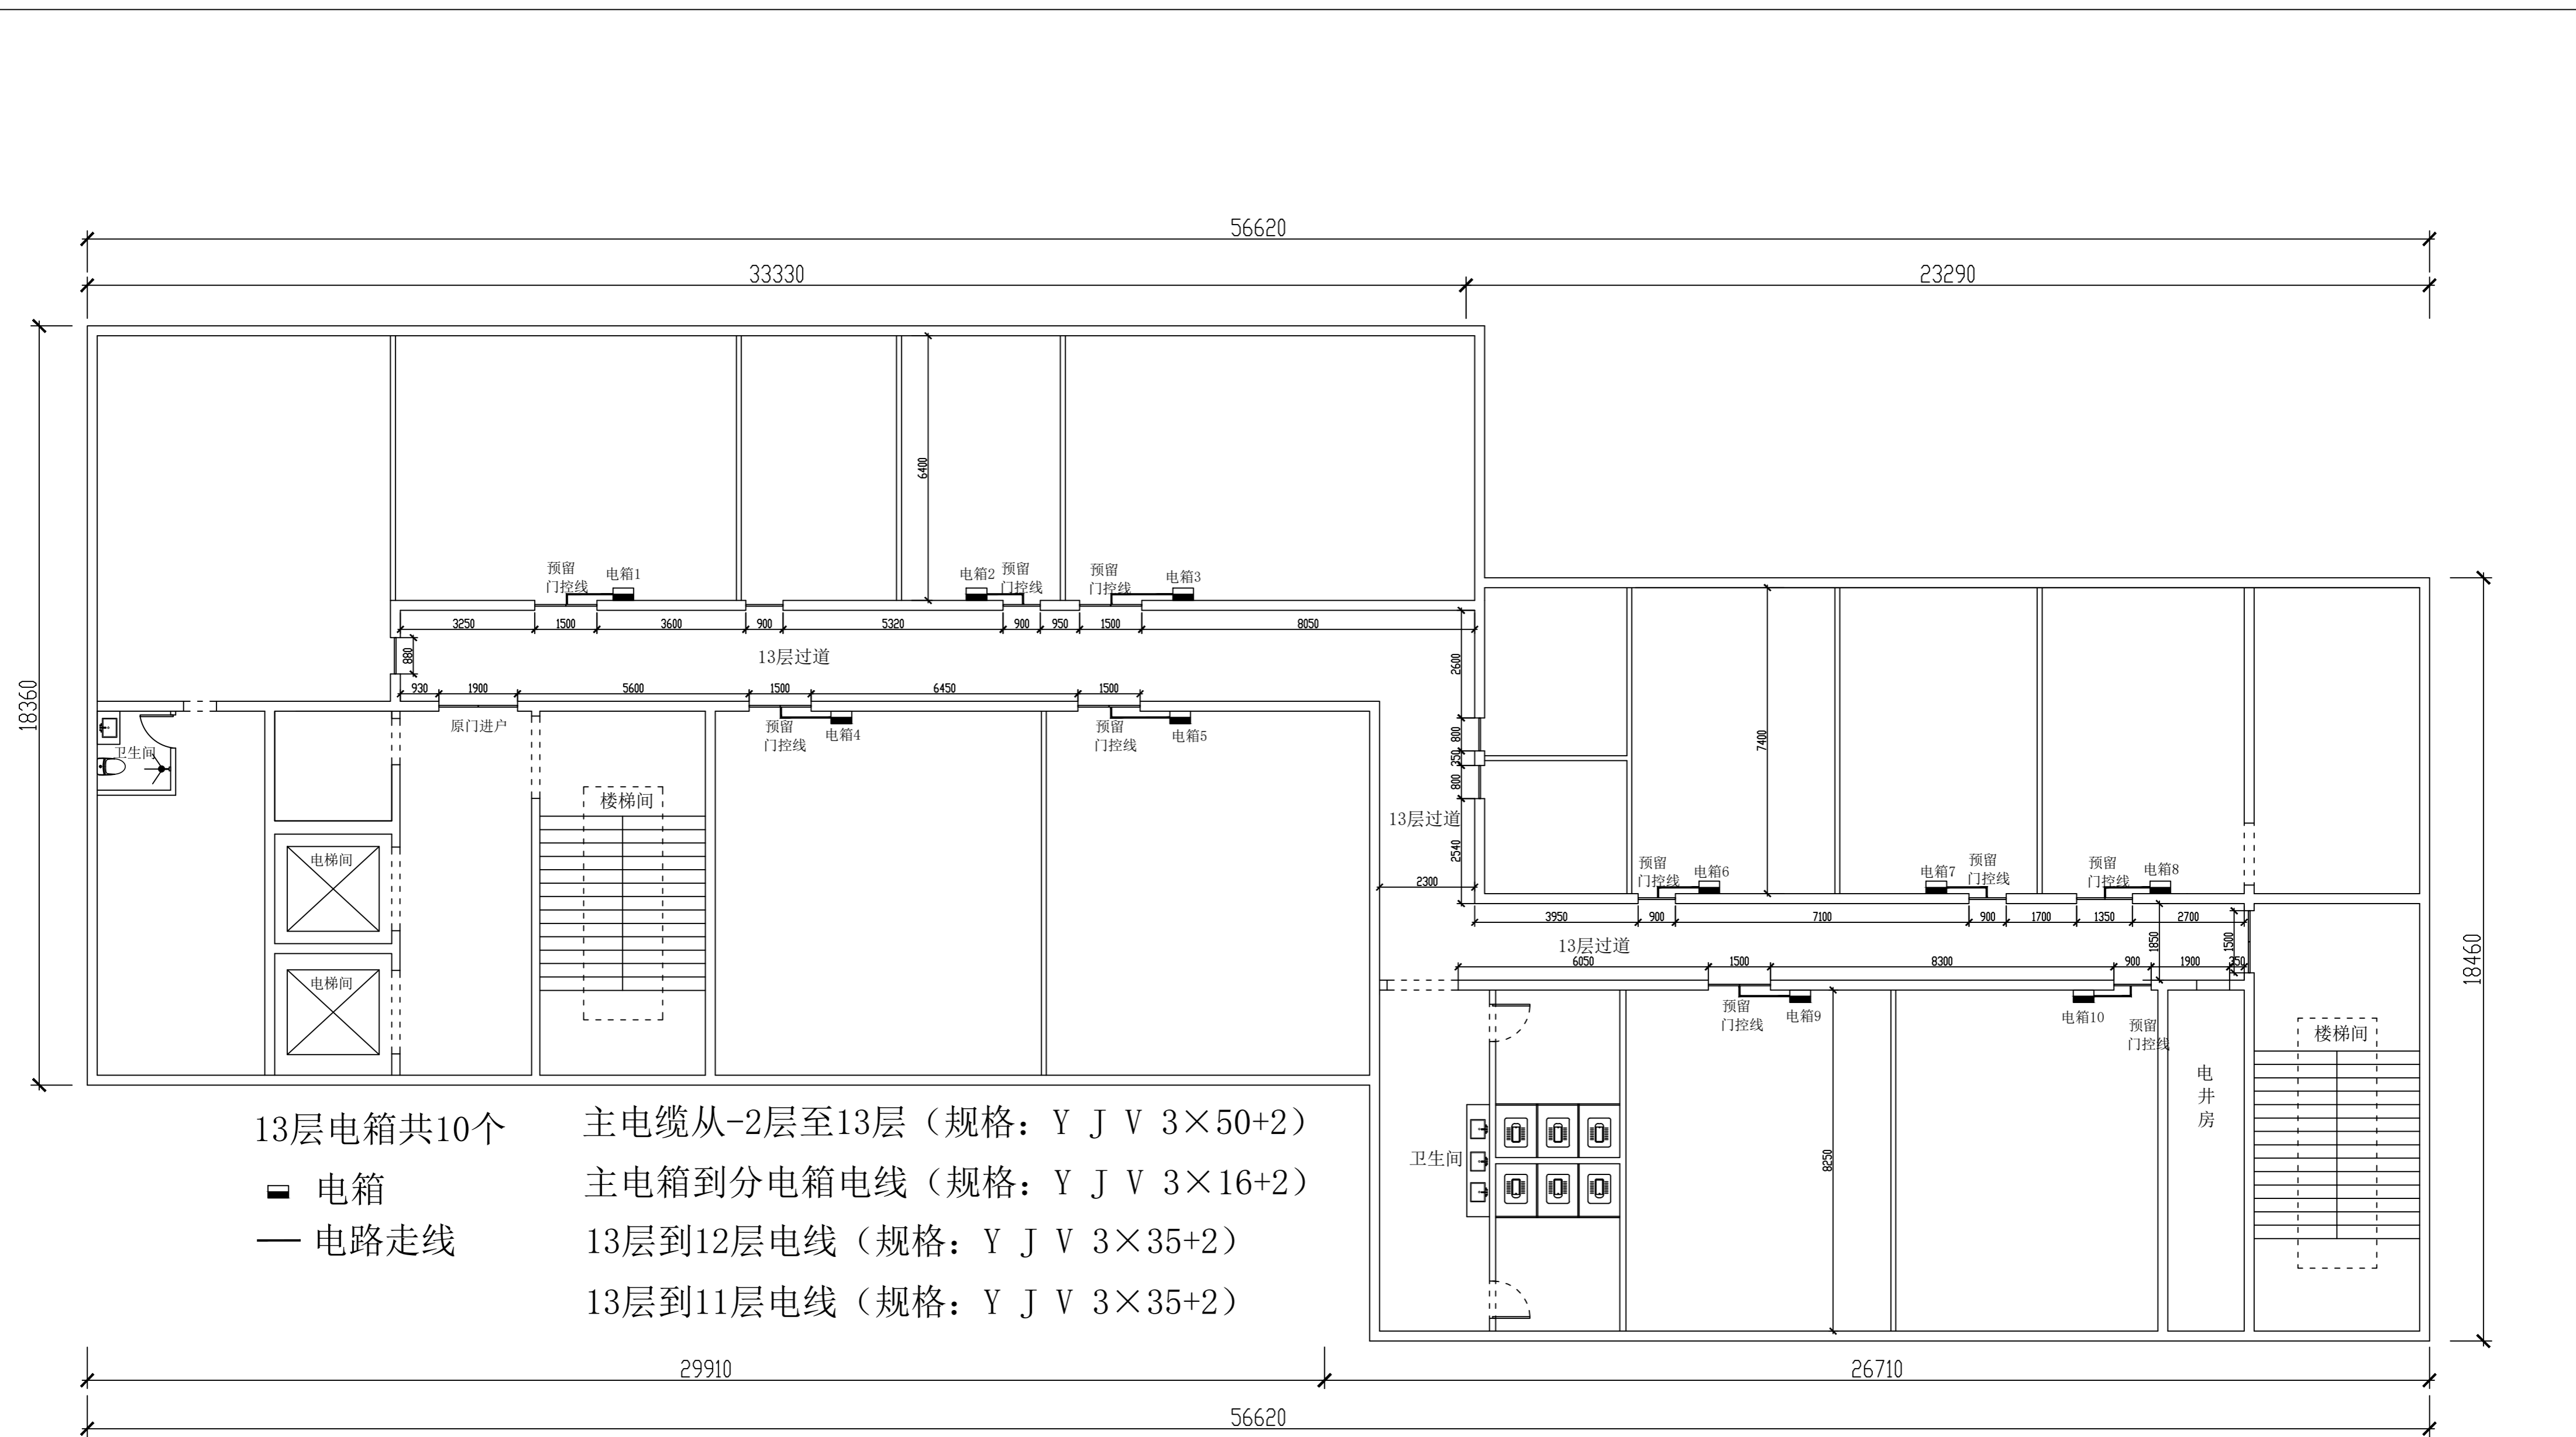 56620
33330
23290
18360
6400
预留
门控线
电箱1
电箱2
预留
门控线
预留
门控线
电箱3
3250
1500
3600
900
5320
900
950
1500
8050
880
13层过道
2600
930
1900
5600
1500
6450
1500
原门进户
预留
门控线
电箱4
预留
门控线
电箱5
卫生间
800
350
800
7400
楼梯间
13层过道
2540
2300
电梯间
电梯间
预留
门控线
电箱6
电箱7
预留
门控线
预留
门控线
电箱8
3950
900
7100
900
1700
1350
2700
13层过道
1850
1500
18460
6050
1500
8300
900
1900
350
预留
门控线
电箱9
电箱10
预留
门控线
楼梯间
电
井
房
卫生间
8250
13层电箱共10个
电箱
电路走线
主电缆从-2层至13层（规格：Y J V 3×50+2）
主电箱到分电箱电线（规格：Y J V 3×16+2）
13层到12层电线（规格：Y J V 3×35+2）
13层到11层电线（规格：Y J V 3×35+2）
29910
26710
56620